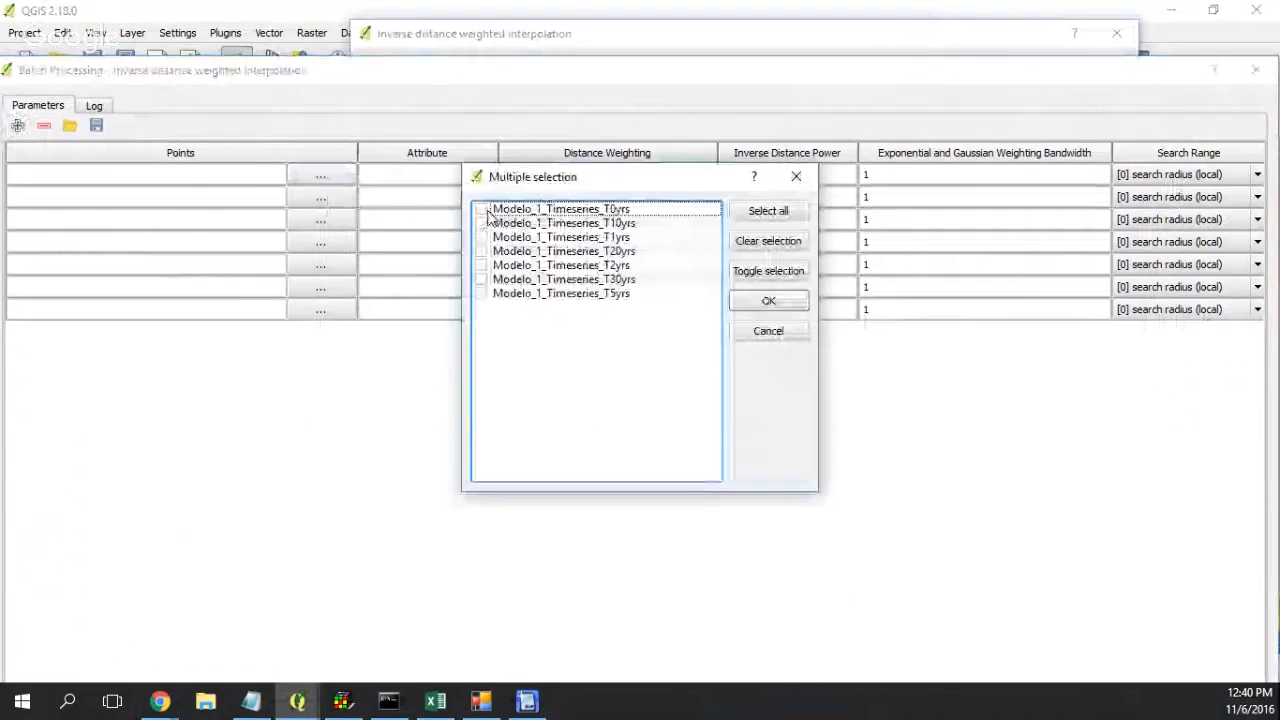 QGIS 2.18.0
Project Edit View Layer Settings Plugins Vector Raster
Google
Inverse distance weighted interpolation
?
Batch Processing - Inverse distance weighted interpolation
Parameters Log
Points Attribute Distance Weighting Inverse Distance Power Exponential and Gaussian Weighting Bandwidth Search Range
... 1 [0] search radius (local)
... 1 [0] search radius (local)
... 1 [0] search radius (local)
... 1 [0] search radius (local)
... 1 [0] search radius (local)
... 1 [0] search radius (local)
... 1 [0] search radius (local)
Multiple selection ?
Modelo_1_Timeseries_T0yrs
Modelo_1_Timeseries_T10yrs
Modelo_1_Timeseries_T1yrs
Modelo_1_Timeseries_T20yrs
Modelo_1_Timeseries_T2yrs
Modelo_1_Timeseries_T30yrs
Modelo_1_Timeseries_T5yrs
Select all
Clear selection
Toggle selection
OK
Cancel
12:40 PM
11/6/2016